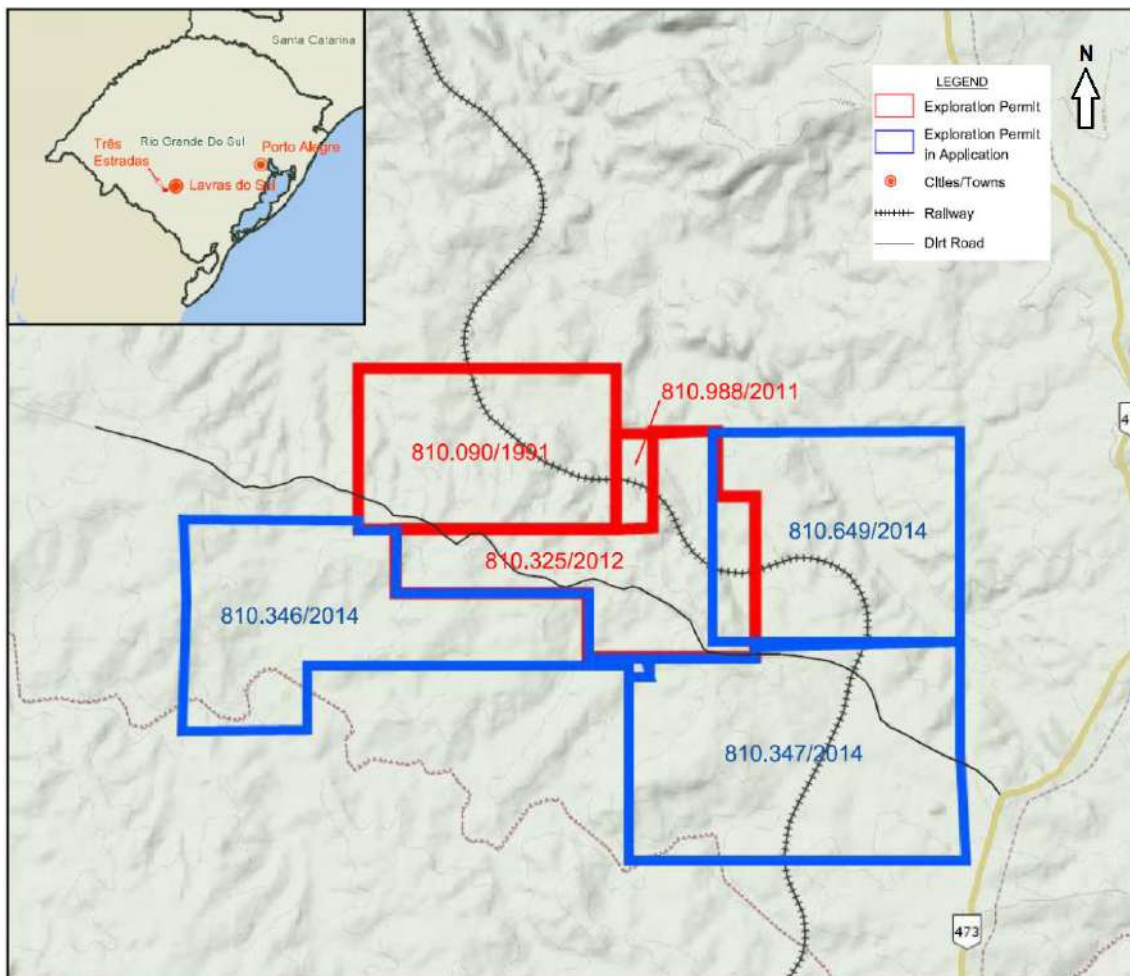 Santa Catarina
Três
Estradas
Rio Grande Do Sul
Porto Alegre
Lavras do Sul
N
LEGEND
Exploration Permit
Exploration Permit
in Application
Cities/Towns
Railway
Dirt Road
810.988/2011
810.090/1991
810.649/2014
810.325/2012
810.346/2014
810.347/2014
4
473